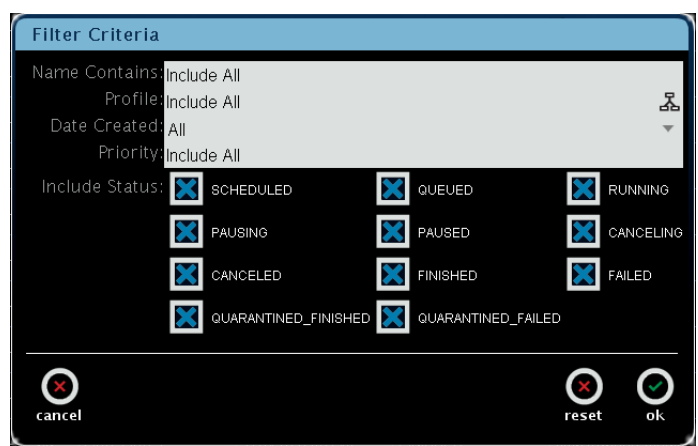 Filter Criteria
Name Contains: Include All
Profile: Include All
Date Created: All
Priority: Include All
Include Status: SCHEDULED QUEUED RUNNING
PAUSING PAUSED CANCELING
CANCELED FINISHED FAILED
QUARANTINED_FINISHED QUARANTINED_FAILED
cancel reset ok